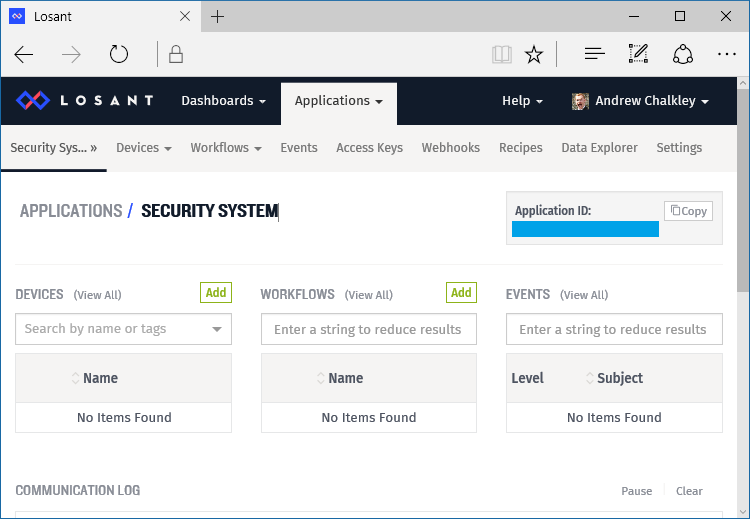 Losant
LOSANT Dashboards Applications Help Andrew Chalkley
Security Sys... » Devices Workflows Events Access Keys Webhooks Recipes Data Explorer Settings
APPLICATIONS / SECURITY SYSTEM
Application ID: Copy
DEVICES (View All) Add WORKFLOWS (View All) Add EVENTS (View All)
Search by name or tags Enter a string to reduce results Enter a string to reduce results
Name Name Level Subject
No Items Found No Items Found No Items Found
COMMUNICATION LOG Pause Clear